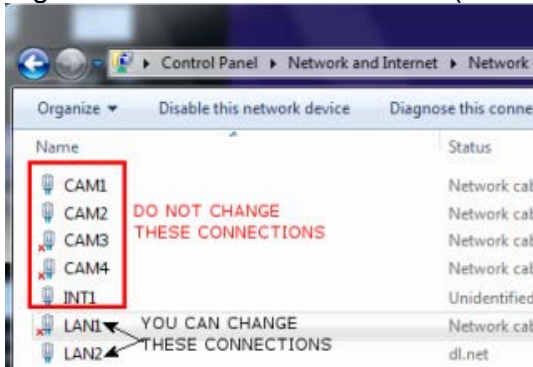 Control Panel ▸ Network and Internet ▸ Network
Organize ▾ Disable this network device Diagnose this conne
Name Status
CAM1 Network cab
CAM2 DO NOT CHANGE Network cab
CAM3 THESE CONNECTIONS Network cab
CAM4 Network cab
INT1 Unidentified
LAN1 YOU CAN CHANGE Network cab
LAN2 THESE CONNECTIONS dl.net